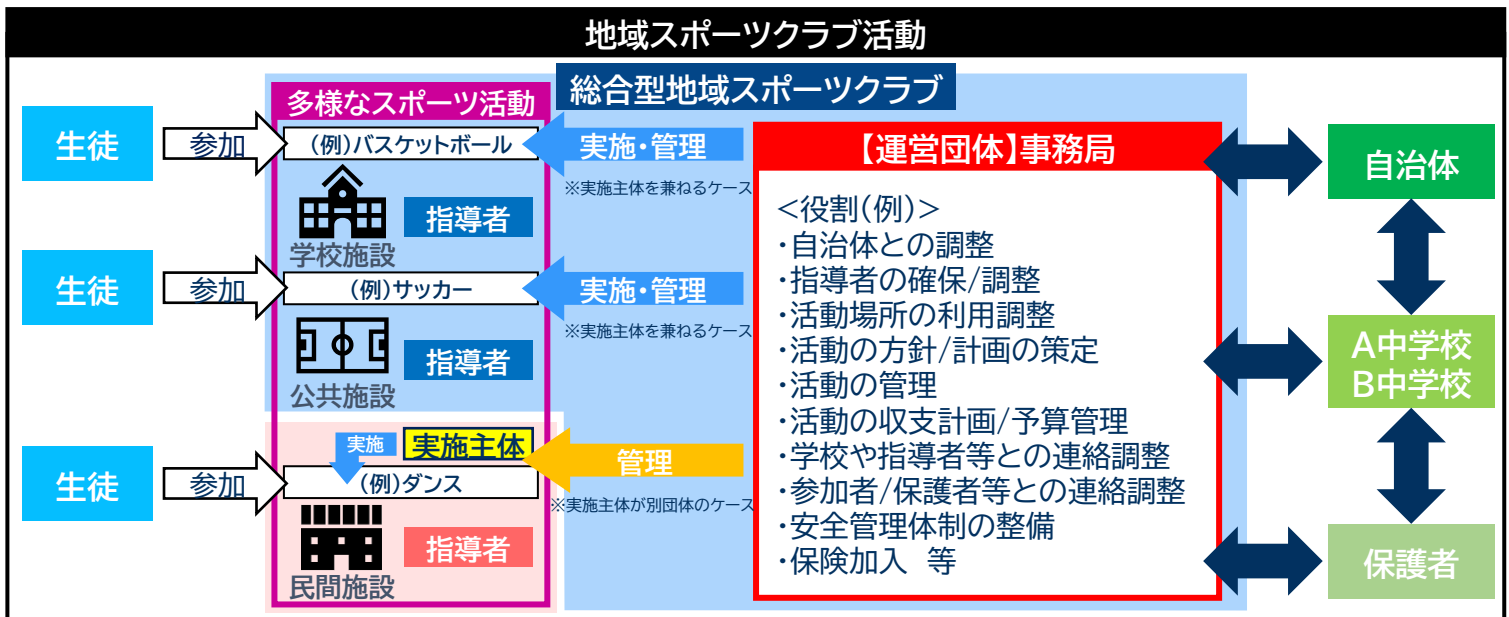 地域スポーツクラブ活動
総合型地域スポーツクラブ
多様なスポーツ活動
生徒
参加
(例)バスケットボール
実施・管理
※実施主体を兼ねるケース
学校施設
指導者
生徒
参加
(例)サッカー
実施・管理
※実施主体を兼ねるケース
公共施設
指導者
生徒
参加
実施
実施主体
(例)ダンス
管理
※実施主体が別団体のケース
民間施設
指導者
【運営団体】事務局
<役割(例)>
・自治体との調整
・指導者の確保/調整
・活動場所の利用調整
・活動の方針/計画の策定
・活動の管理
・活動の収支計画/予算管理
・学校や指導者等との連絡調整
・参加者/保護者等との連絡調整
・安全管理体制の整備
・保険加入 等
自治体
A中学校
B中学校
保護者